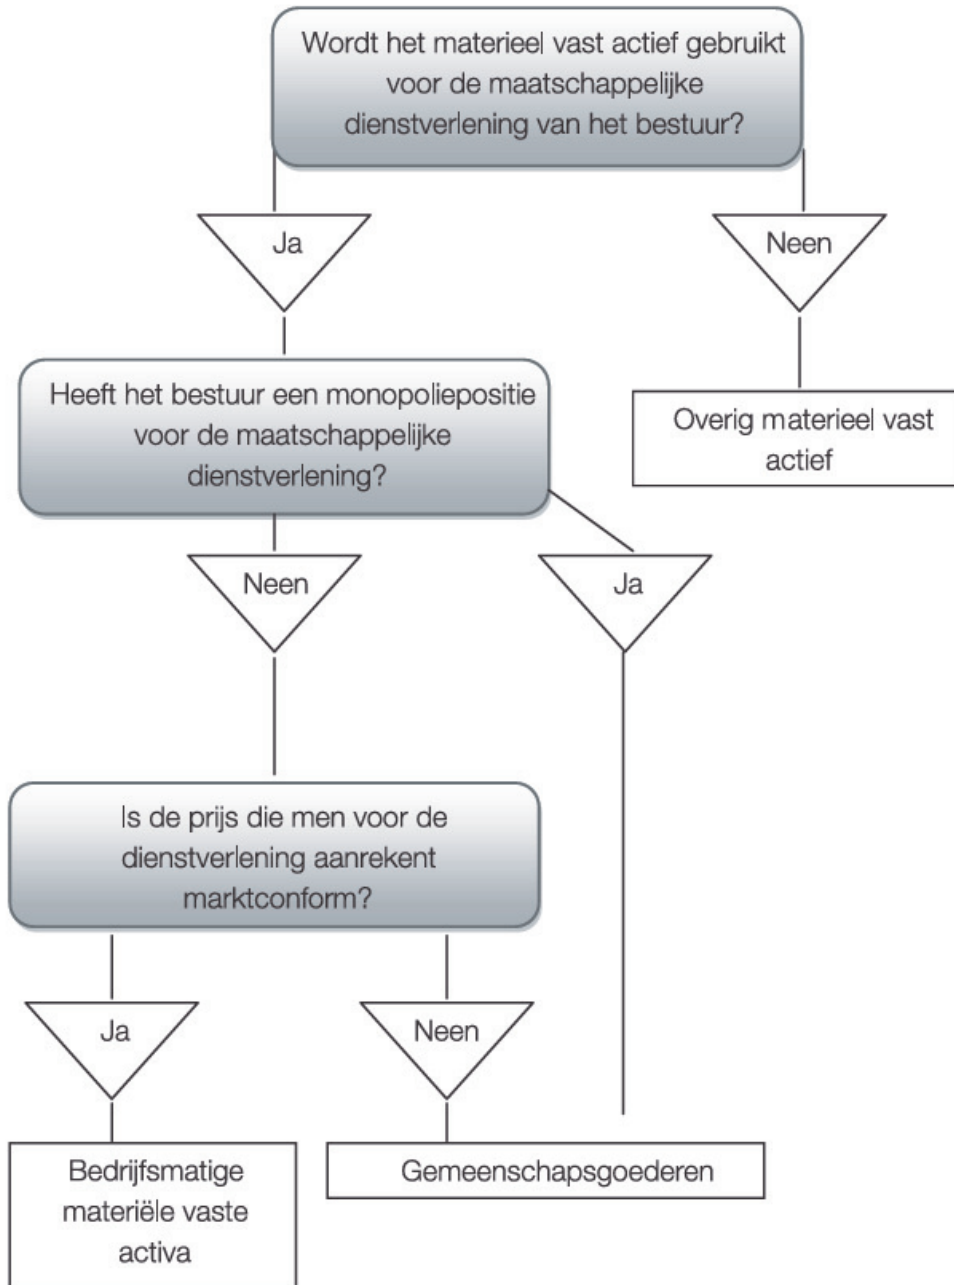 Wordt het materieel vast actief gebruikt
voor de maatschappelijke
dienstverlening van het bestuur?
Ja
Neen
Heeft het bestuur een monopoliepositie
voor de maatschappelijke
dienstverlening?
Overig materieel vast
actief
Neen
Ja
Is de prijs die men voor de
dienstverlening aanrekent
marktconform?
Ja
Neen
Bedrijfsmatige
materiële vaste
activa
Gemeenschapsgoederen